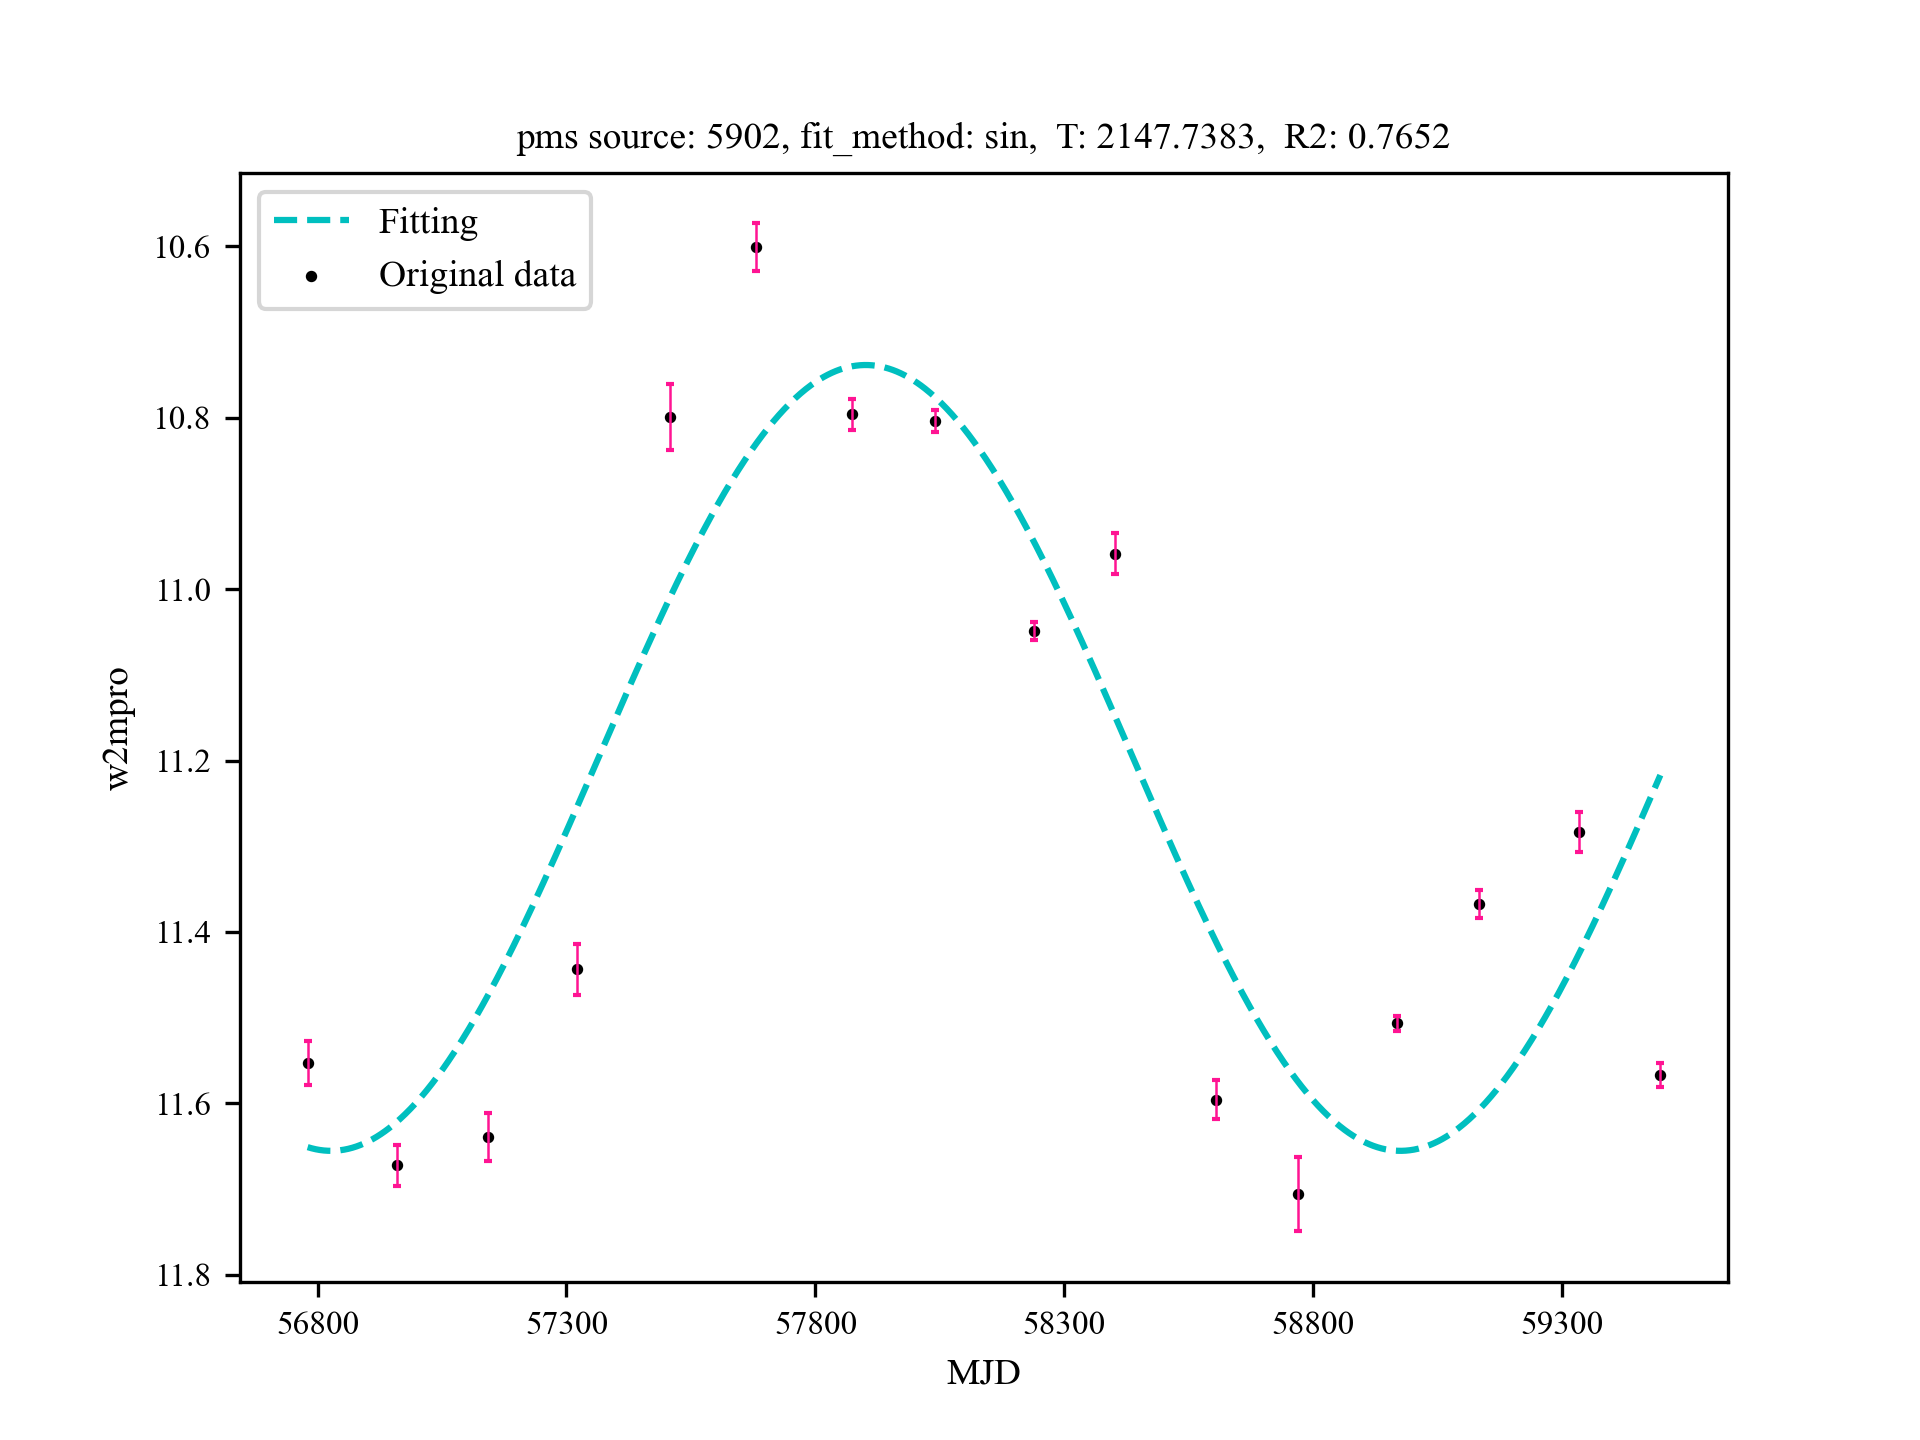 pms source: 5902, fit_method: sin,  T: 2147.7383,  R2: 0.7652
Fitting
Original data
10.6
10.8
11.0
11.2
11.4
11.6
11.8
w2mpro
56800 57300 57800 58300 58800 59300
MJD